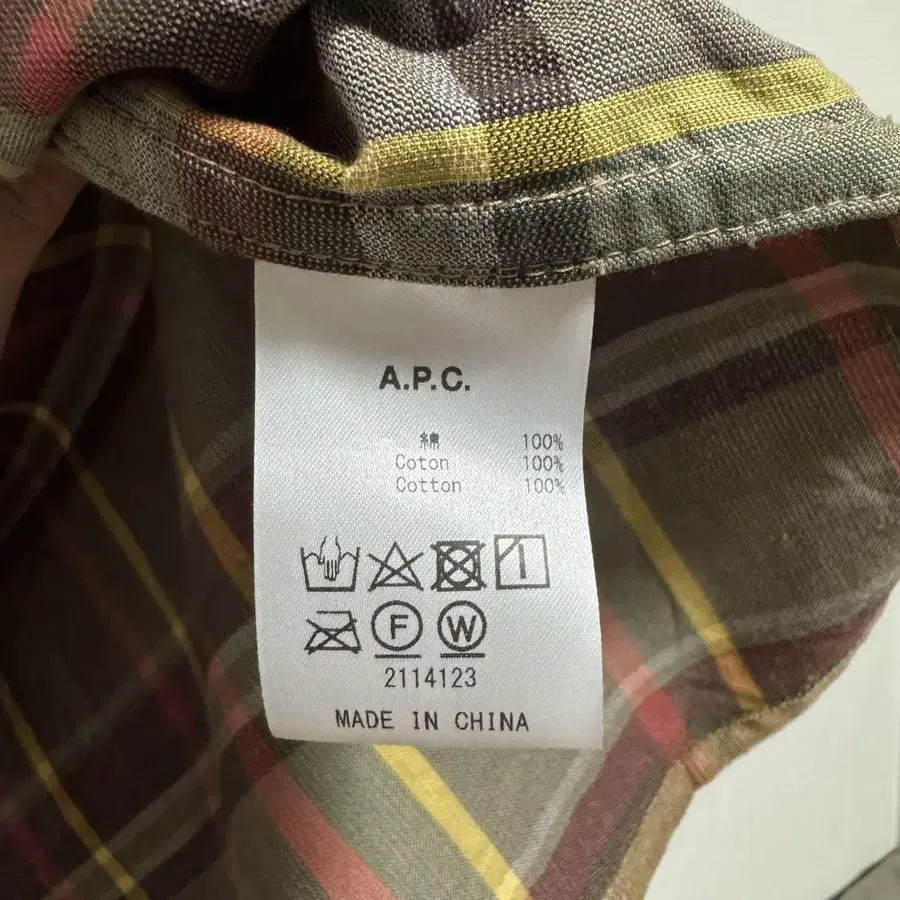 A.P.C.
綿 100%
Coton 100%
Cotton 100%
F W
2114123
MADE IN CHINA